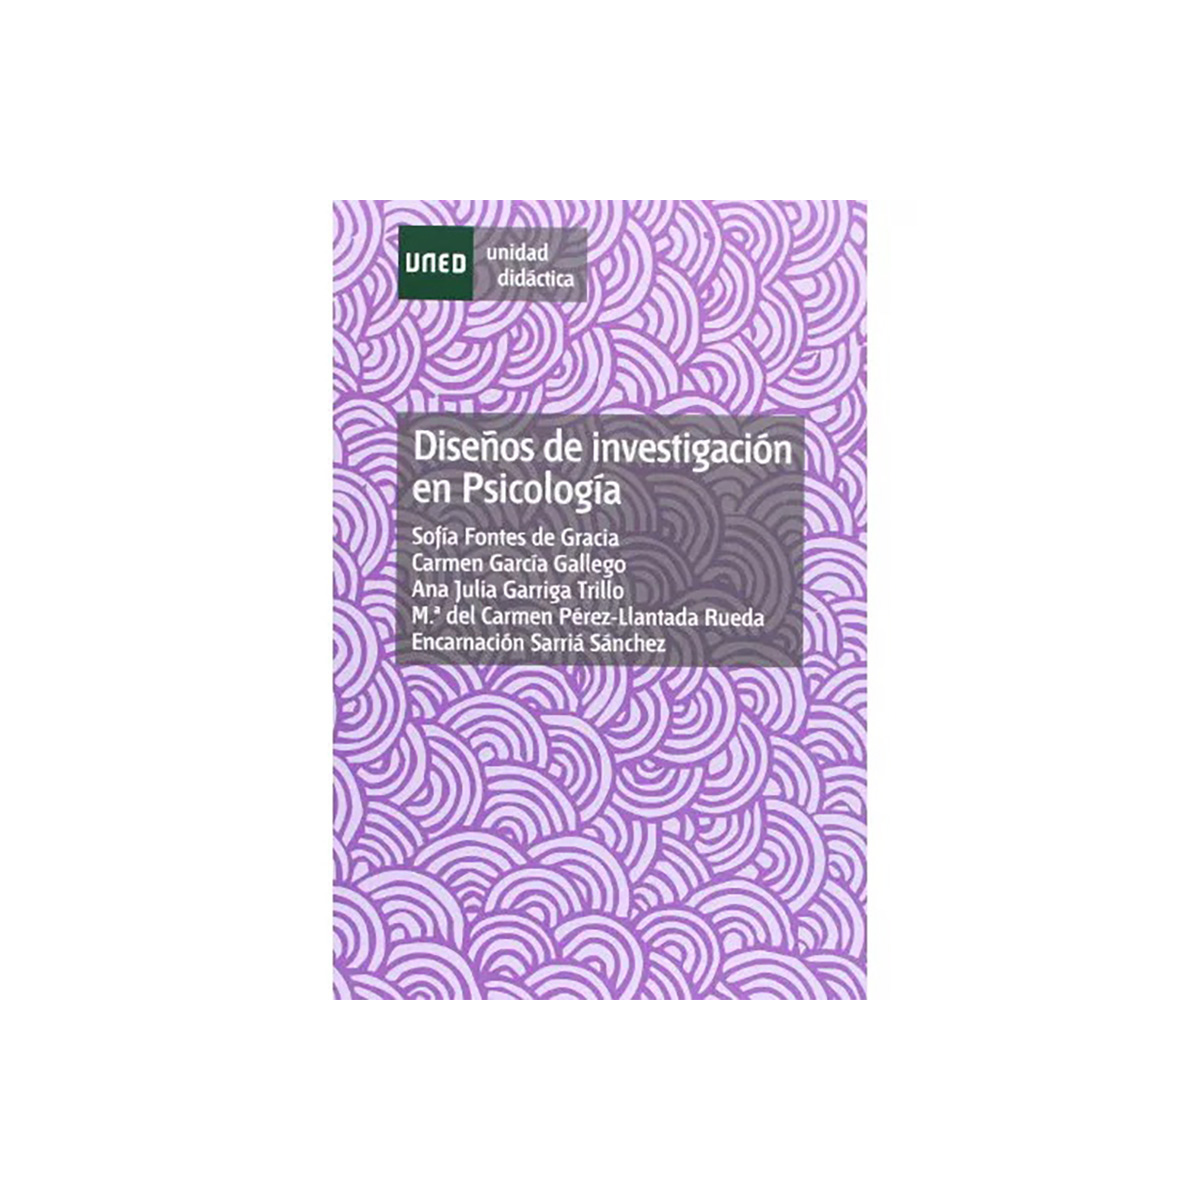 UNED
unidad
didáctica
Diseños de investigación
en Psicología
Sofía Fontes de Gracia
Carmen García Gallego
Ana Julia Garriga Trillo
M.ª del Carmen Pérez-Llantada Rueda
Encarnación Sarriá Sánchez